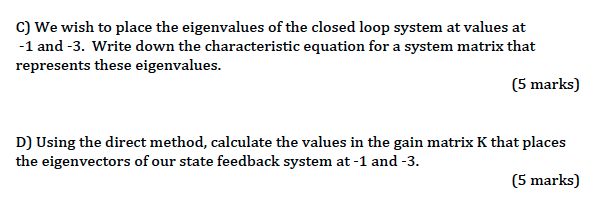 C) We wish to place the eigenvalues of the closed loop system at values at
-1 and -3. Write down the characteristic equation for a system matrix that
represents these eigenvalues.
(5 marks)
D) Using the direct method, calculate the values in the gain matrix K that places
the eigenvectors of our state feedback system at -1 and -3.
(5 marks)